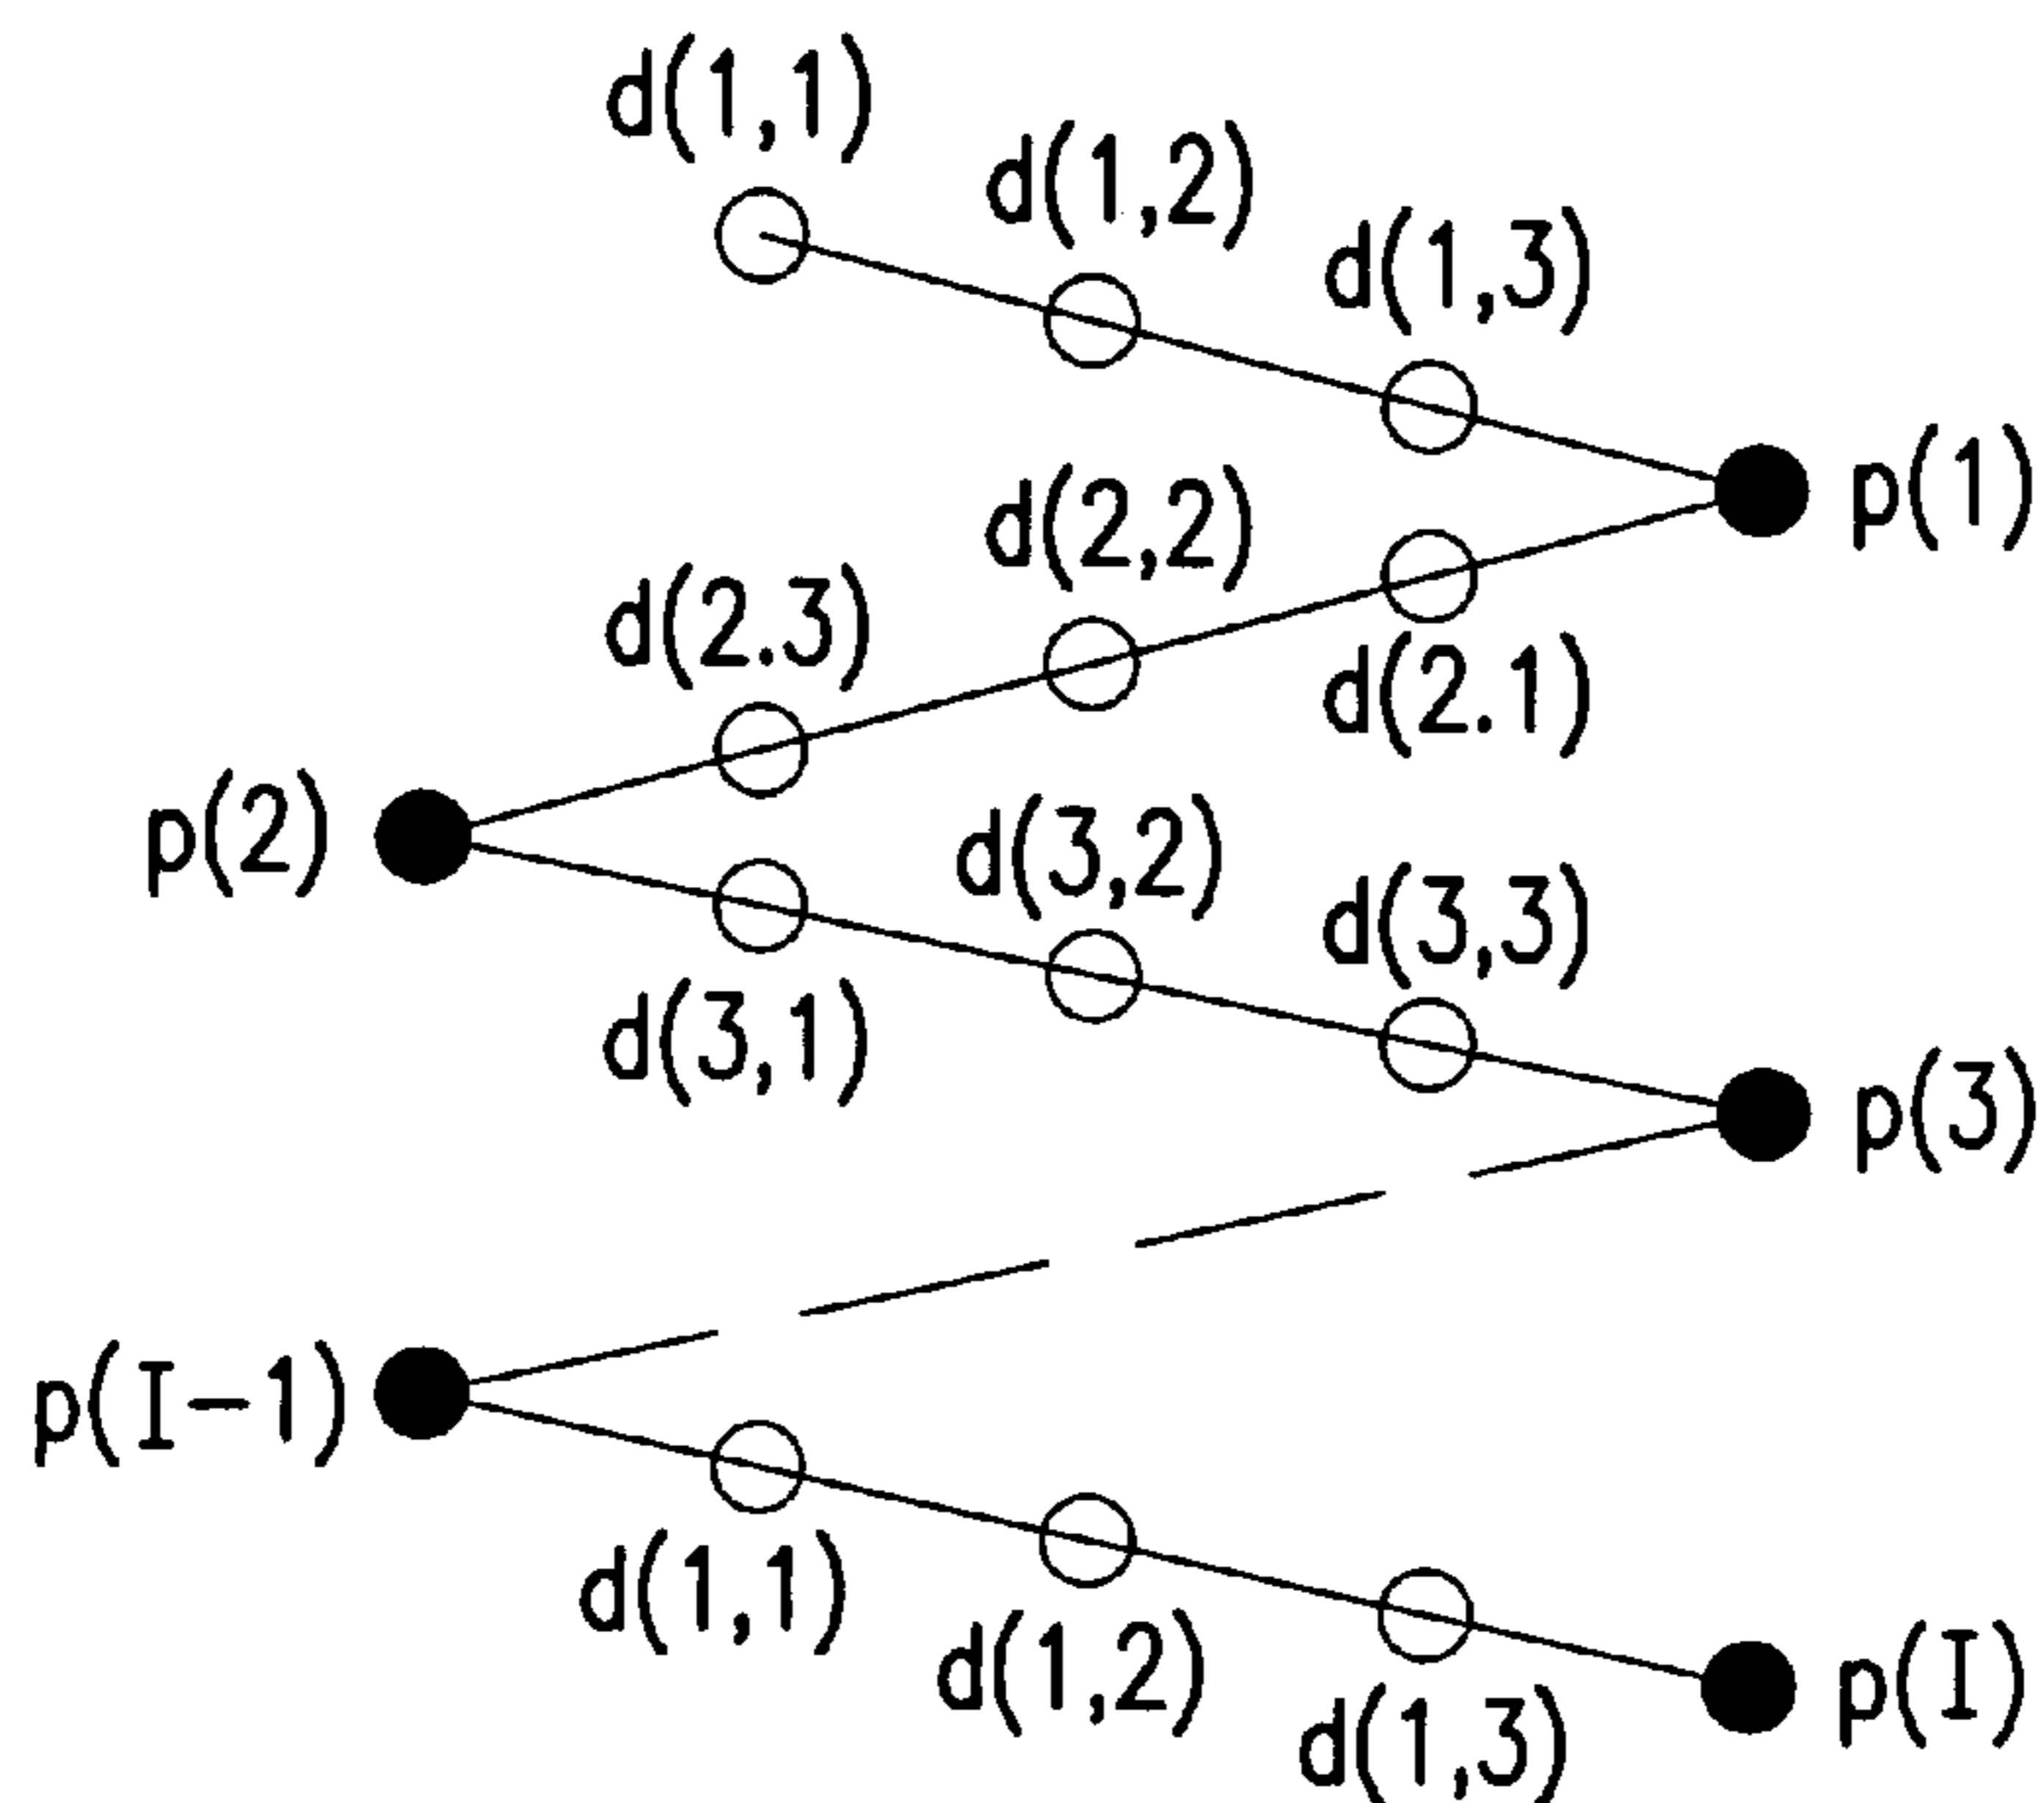 d(1,1)
d(1,2)
d(1,3)
p(1)
d(2,2)
d(2.3)
d(2.1)
p(2)
d(3,2)
d(3,3)
d(3,1)
p(3)
p(I-1)
d(1,1)
d(1,2)
d(1,3)
p(I)